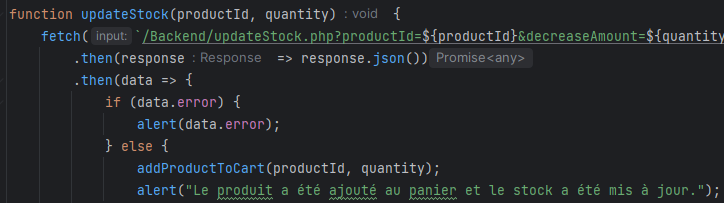 function updateStock(productId, quantity) : void {
fetch( input: `/Backend/updateStock.php?productId=${productId}&decreaseAmount=${quantity
.then(response : Response => response.json()) Promise<any>
.then(data => {
if (data.error) {
alert(data.error);
} else {
addProductToCart(productId, quantity);
alert("Le produit a été ajouté au panier et le stock a été mis à jour.");